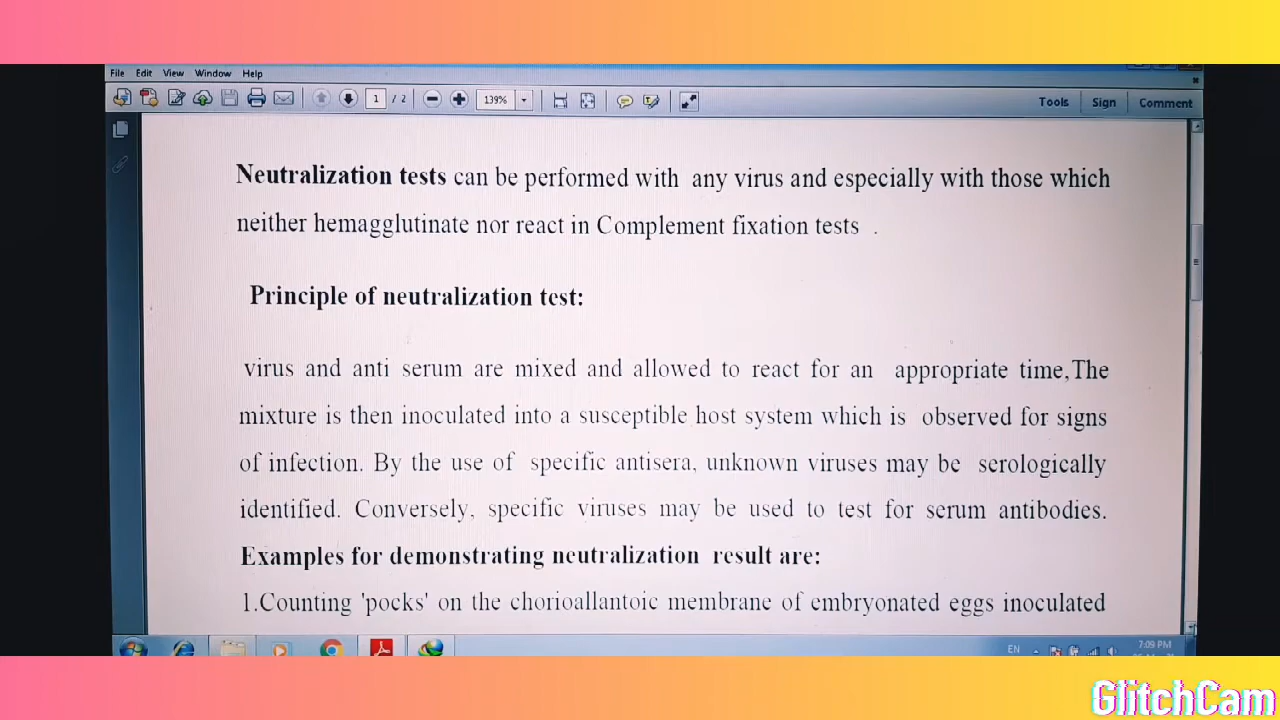 File Edit View Window Help
1 / 2 139% Tools Sign Comment
Neutralization tests can be performed with any virus and especially with those which
neither hemagglutinate nor react in Complement fixation tests .
Principle of neutralization test:
virus and anti serum are mixed and allowed to react for an appropriate time,The
mixture is then inoculated into a susceptible host system which is observed for signs
of infection. By the use of specific antisera, unknown viruses may be serologically
identified. Conversely, specific viruses may be used to test for serum antibodies.
Examples for demonstrating neutralization result are:
1.Counting 'pocks' on the chorioallantoic membrane of embryonated eggs inoculated
EN 7:09 PM
GlitchCam